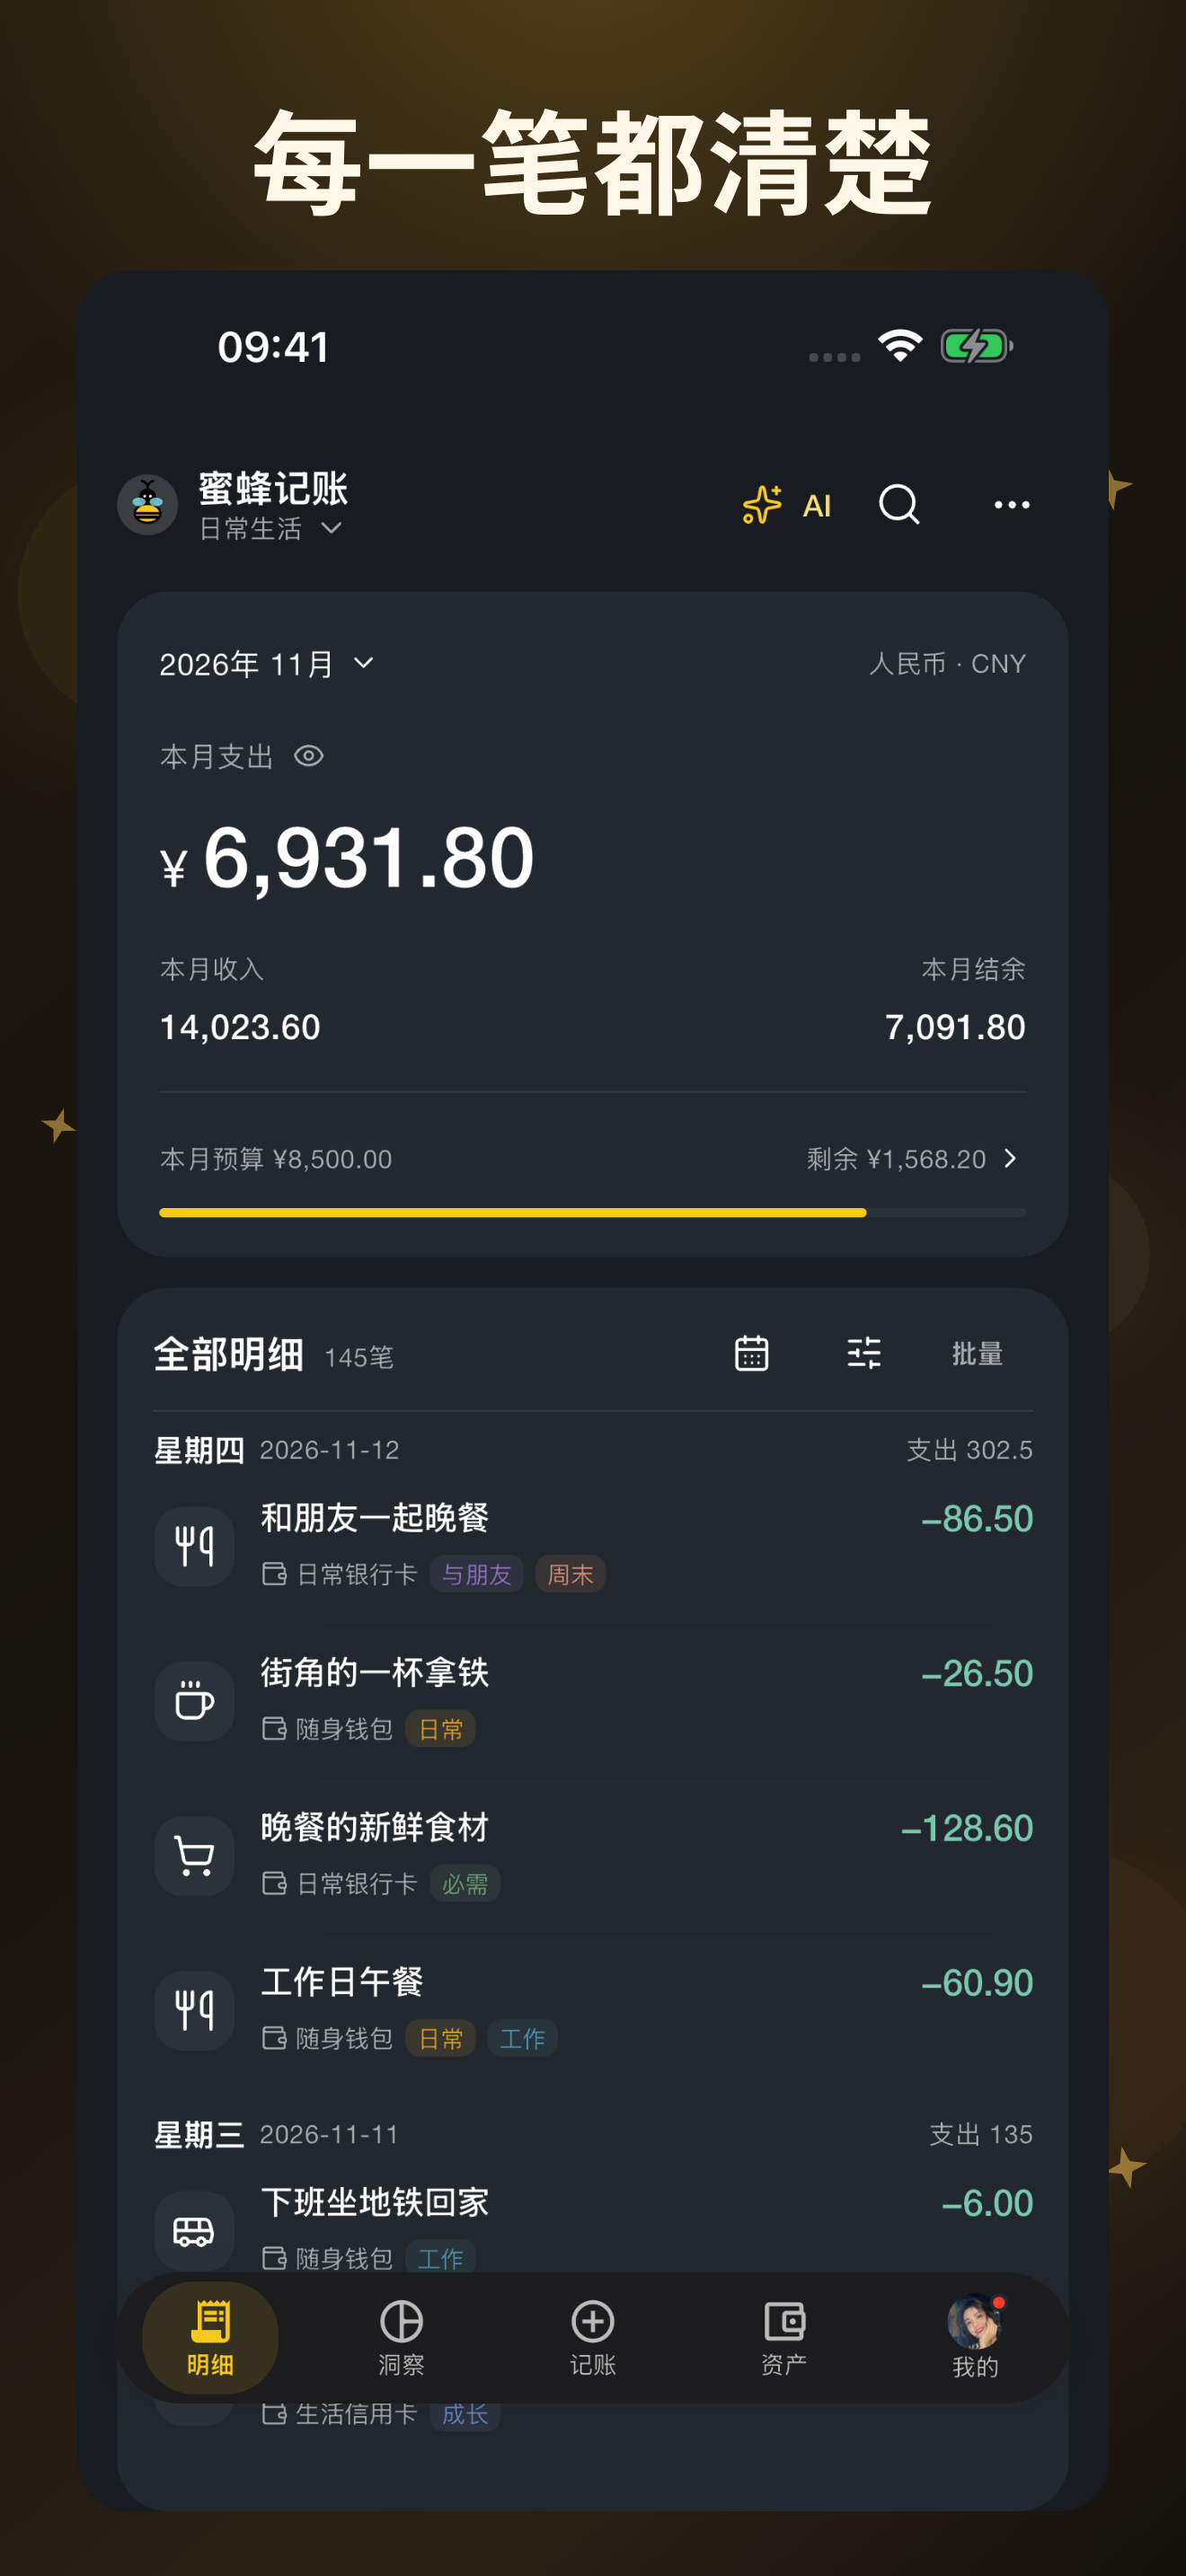 每一笔都清楚
09:41
蜜蜂记账
日常生活
AI
2026年 11月
人民币 · CNY
本月支出
¥ 6,931.80
本月收入
本月结余
14,023.60
7,091.80
本月预算 ¥8,500.00
剩余 ¥1,568.20
全部明细 145笔
批量
星期四 2026-11-12
支出 302.5
和朋友一起晚餐
-86.50
日常银行卡 与朋友 周末
街角的一杯拿铁
-26.50
随身钱包 日常
晚餐的新鲜食材
-128.60
日常银行卡 必需
工作日午餐
-60.90
随身钱包 日常 工作
星期三 2026-11-11
支出 135
下班坐地铁回家
-6.00
随身钱包 工作
明细
洞察
记账
资产
我的
生活信用卡 成长